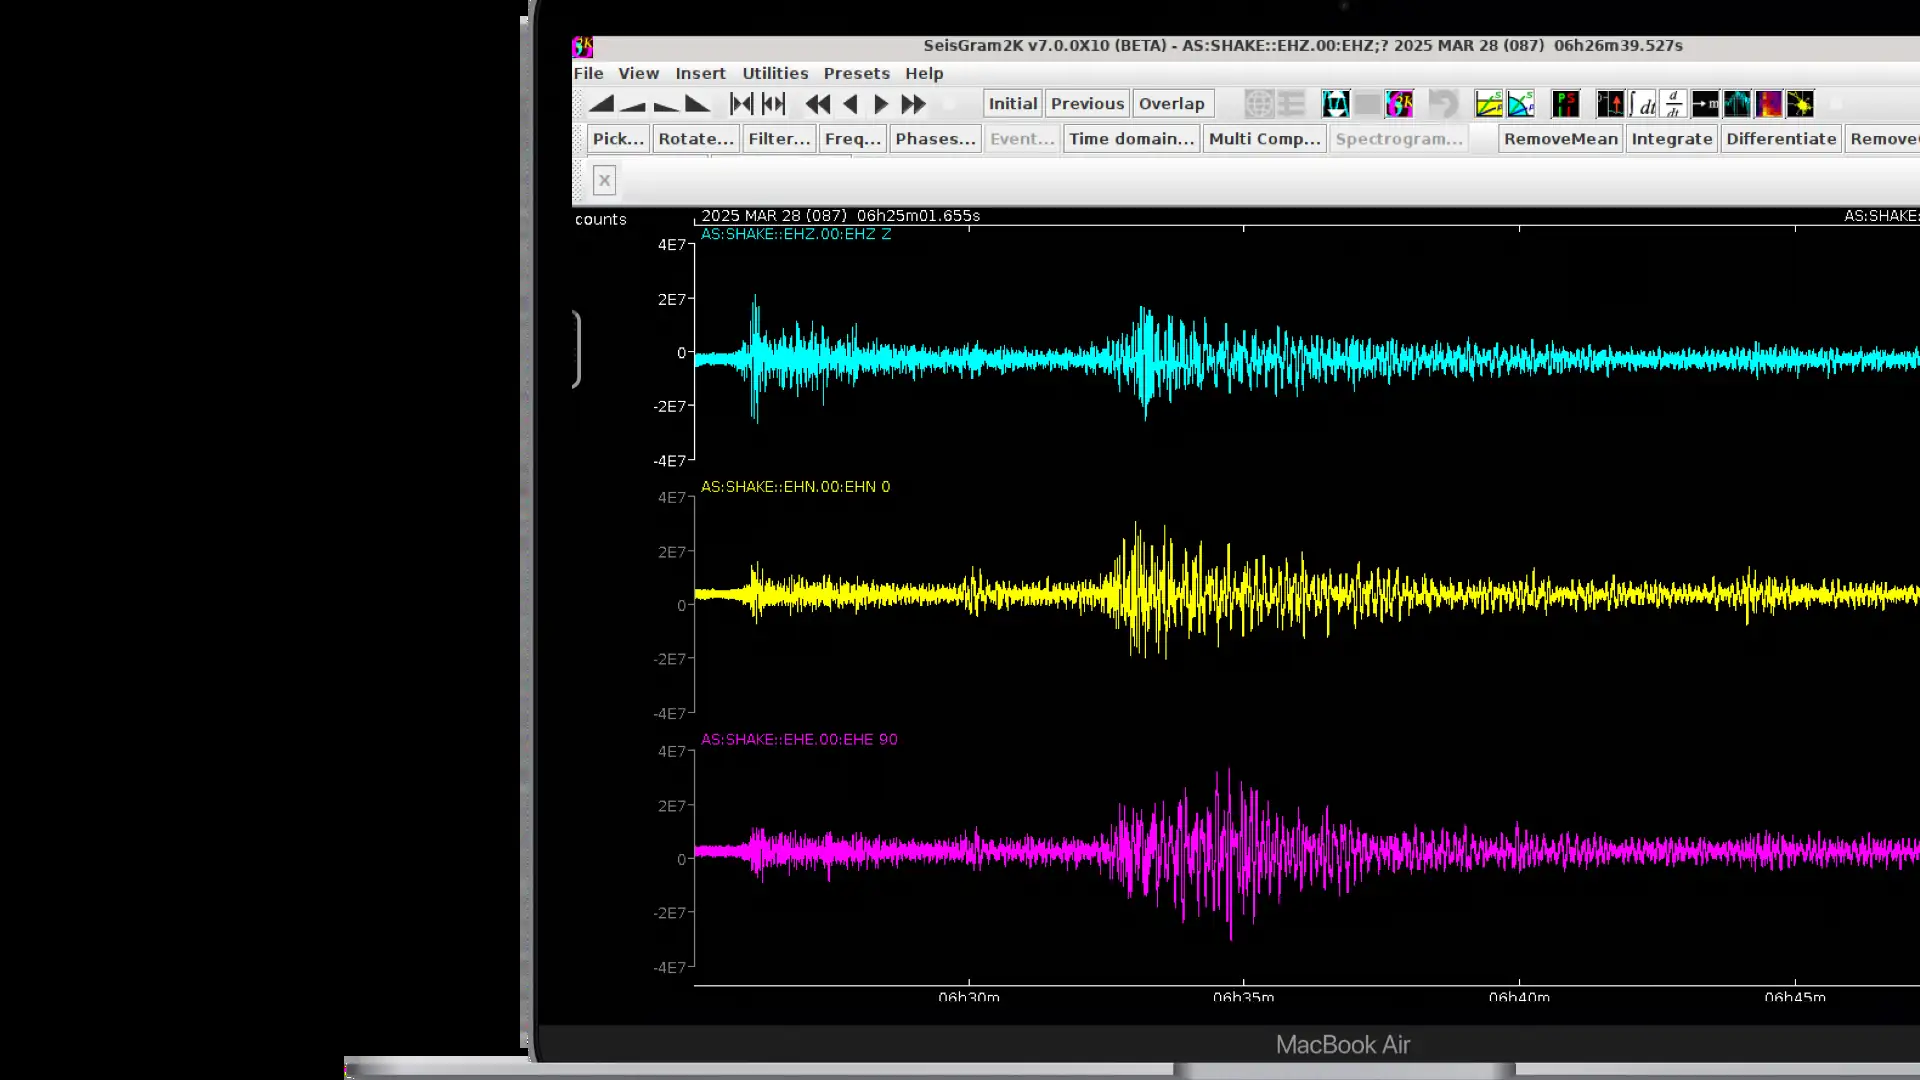 SeisGram2K v7.0.0X10 (BETA) - AS:SHAKE::EHZ.00:EHZ;? 2025 MAR 28 (087) 06h26m39.527s
File View Insert Utilities Presets Help
Initial Previous Overlap
Pick... Rotate... Filter... Freq... Phases... Event... Time domain... Multi Comp... Spectrogram... RemoveMean Integrate Differentiate Remove
x
counts 2025 MAR 28 (087) 06h25m01.655s AS:SHAKE:
AS:SHAKE::EHZ.00:EHZ Z
4E7
2E7
0
-2E7
-4E7
AS:SHAKE::EHN.00:EHN 0
4E7
2E7
0
-2E7
-4E7
AS:SHAKE::EHE.00:EHE 90
4E7
2E7
0
-2E7
-4E7
06h30m 06h35m 06h40m 06h45m
MacBook Air